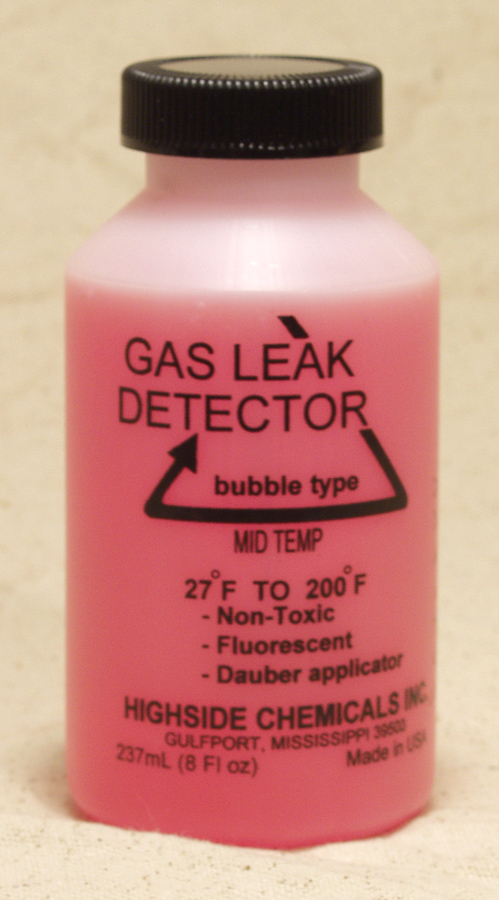 GAS LEAK
DETECTOR
bubble type
MID TEMP
27°F TO 200°F
- Non-Toxic
- Fluorescent
- Dauber applicator
HIGHSIDE CHEMICALS INC.
GULFPORT, MISSISSIPPI 39503
237mL (8 Fl oz) Made in USA